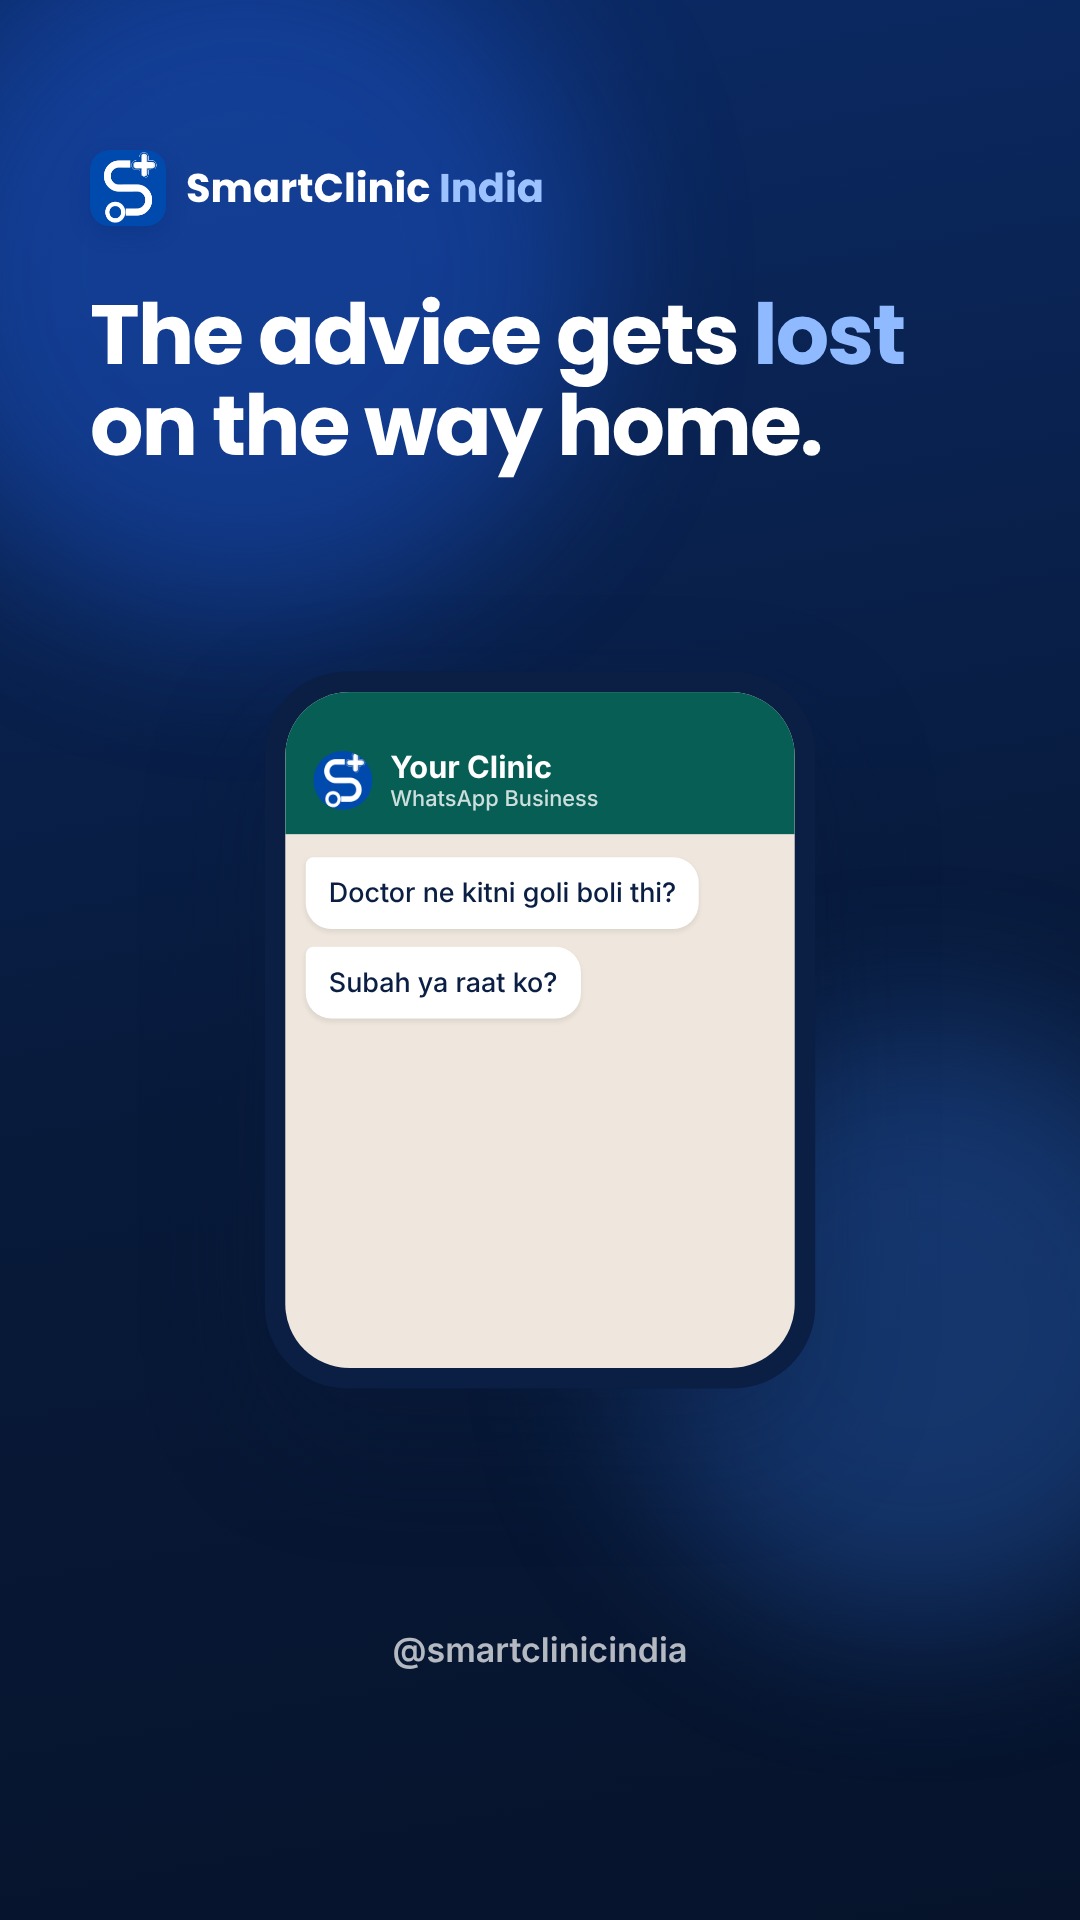 SmartClinic India
The advice gets lost
on the way home.
Your Clinic
WhatsApp Business
Doctor ne kitni goli boli thi?
Subah ya raat ko?
@smartclinicindia